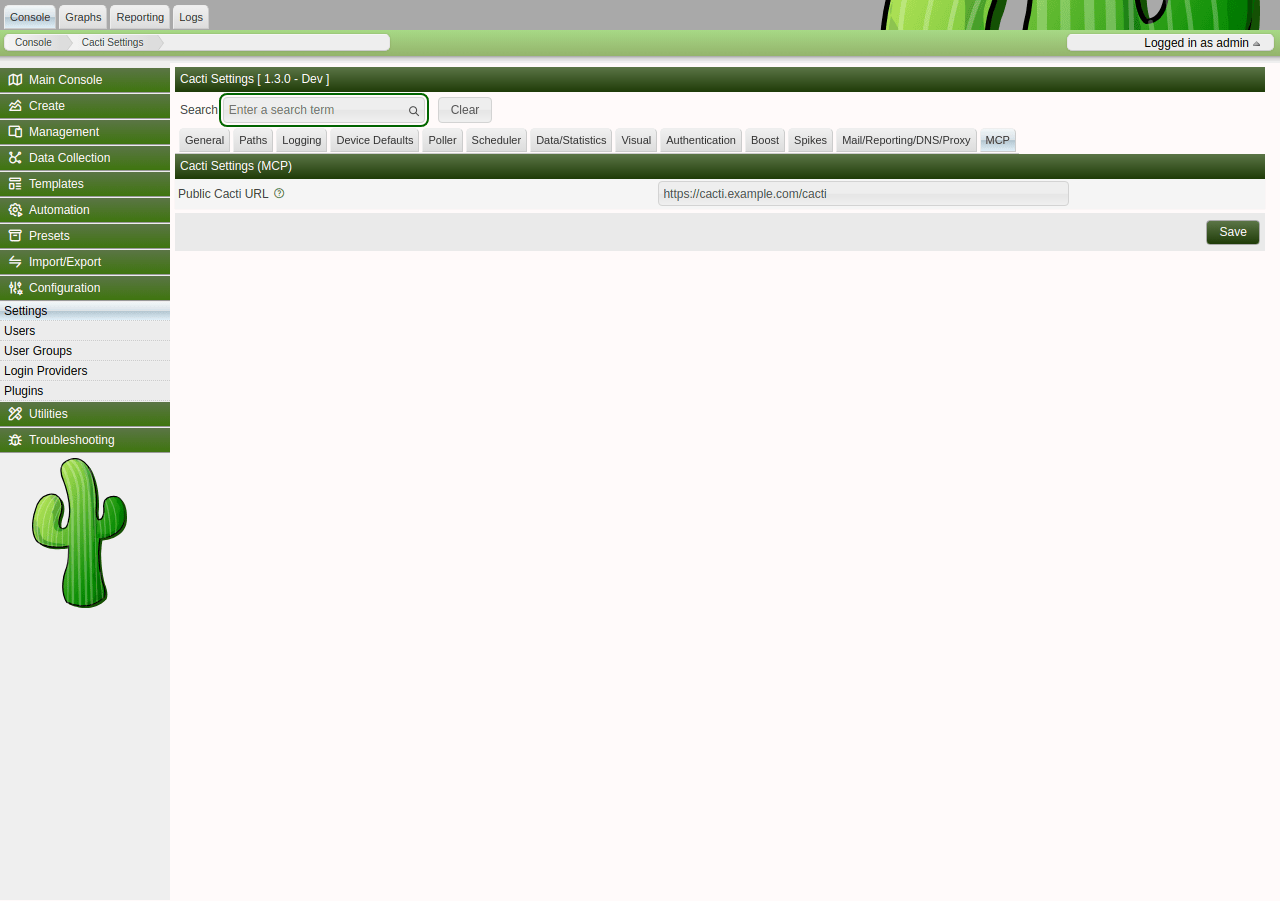 Console Graphs Reporting Logs
Console Cacti Settings Logged in as admin
Main Console
Create
Management
Data Collection
Templates
Automation
Presets
Import/Export
Configuration
Settings
Users
User Groups
Login Providers
Plugins
Utilities
Troubleshooting
Cacti Settings [ 1.3.0 - Dev ]
Search Enter a search term Clear
General Paths Logging Device Defaults Poller Scheduler Data/Statistics Visual Authentication Boost Spikes Mail/Reporting/DNS/Proxy MCP
Cacti Settings (MCP)
Public Cacti URL https://cacti.example.com/cacti
Save